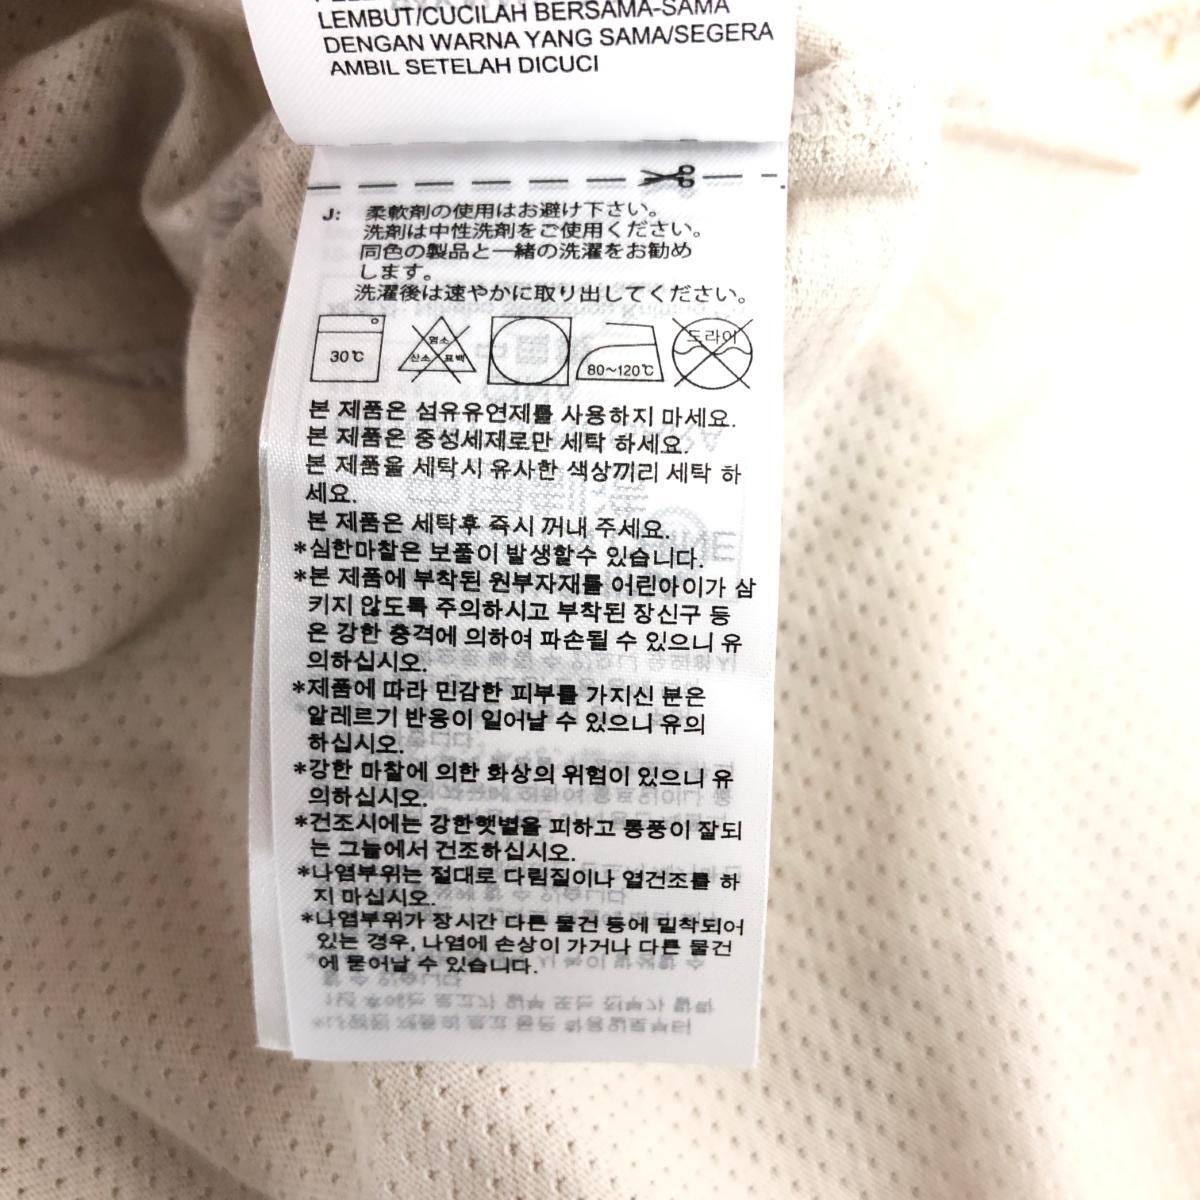 LEMBUT/CUCILAH BERSAMA-SAMA
DENGAN WARNA YANG SAMA/SEGERA
AMBIL SETELAH DICUCI
J: 柔軟剤の使用はお避け下さい。
洗剤は中性洗剤をご使用ください。
同色の製品と一緒の洗濯をお勧め
します。
洗濯後は速やかに取り出してください。
30℃ 염소 산소 표백 80~120℃ 드라이
본 제품은 섬유유연제를 사용하지 마세요.
본 제품은 중성세제로만 세탁 하세요.
본 제품을 세탁시 유사한 색상끼리 세탁 하
세요.
본 제품은 세탁후 즉시 꺼내 주세요.
*심한마찰은 보풀이 발생할수 있습니다.
*본 제품에 부착된 원부자재를 어린아이가 삼
키지 않도록 주의하시고 부착된 장신구 등
은 강한 충격에 의하여 파손될 수 있으니 유
의하십시오.
*제품에 따라 민감한 피부를 가지신 분은
알레르기 반응이 일어날 수 있으니 유의
하십시오.
*강한 마찰에 의한 화상의 위험이 있으니 유
의하십시오.
*건조시에는 강한햇볕을 피하고 통풍이 잘되
는 그늘에서 건조하십시오.
*나염부위는 절대로 다림질이나 열건조를 하
지 마십시오.
*나염부위가 장시간 다른 물건 등에 밀착되어
있는 경우, 나염에 손상이 가거나 다른 물건
에 묻어날 수 있습니다.